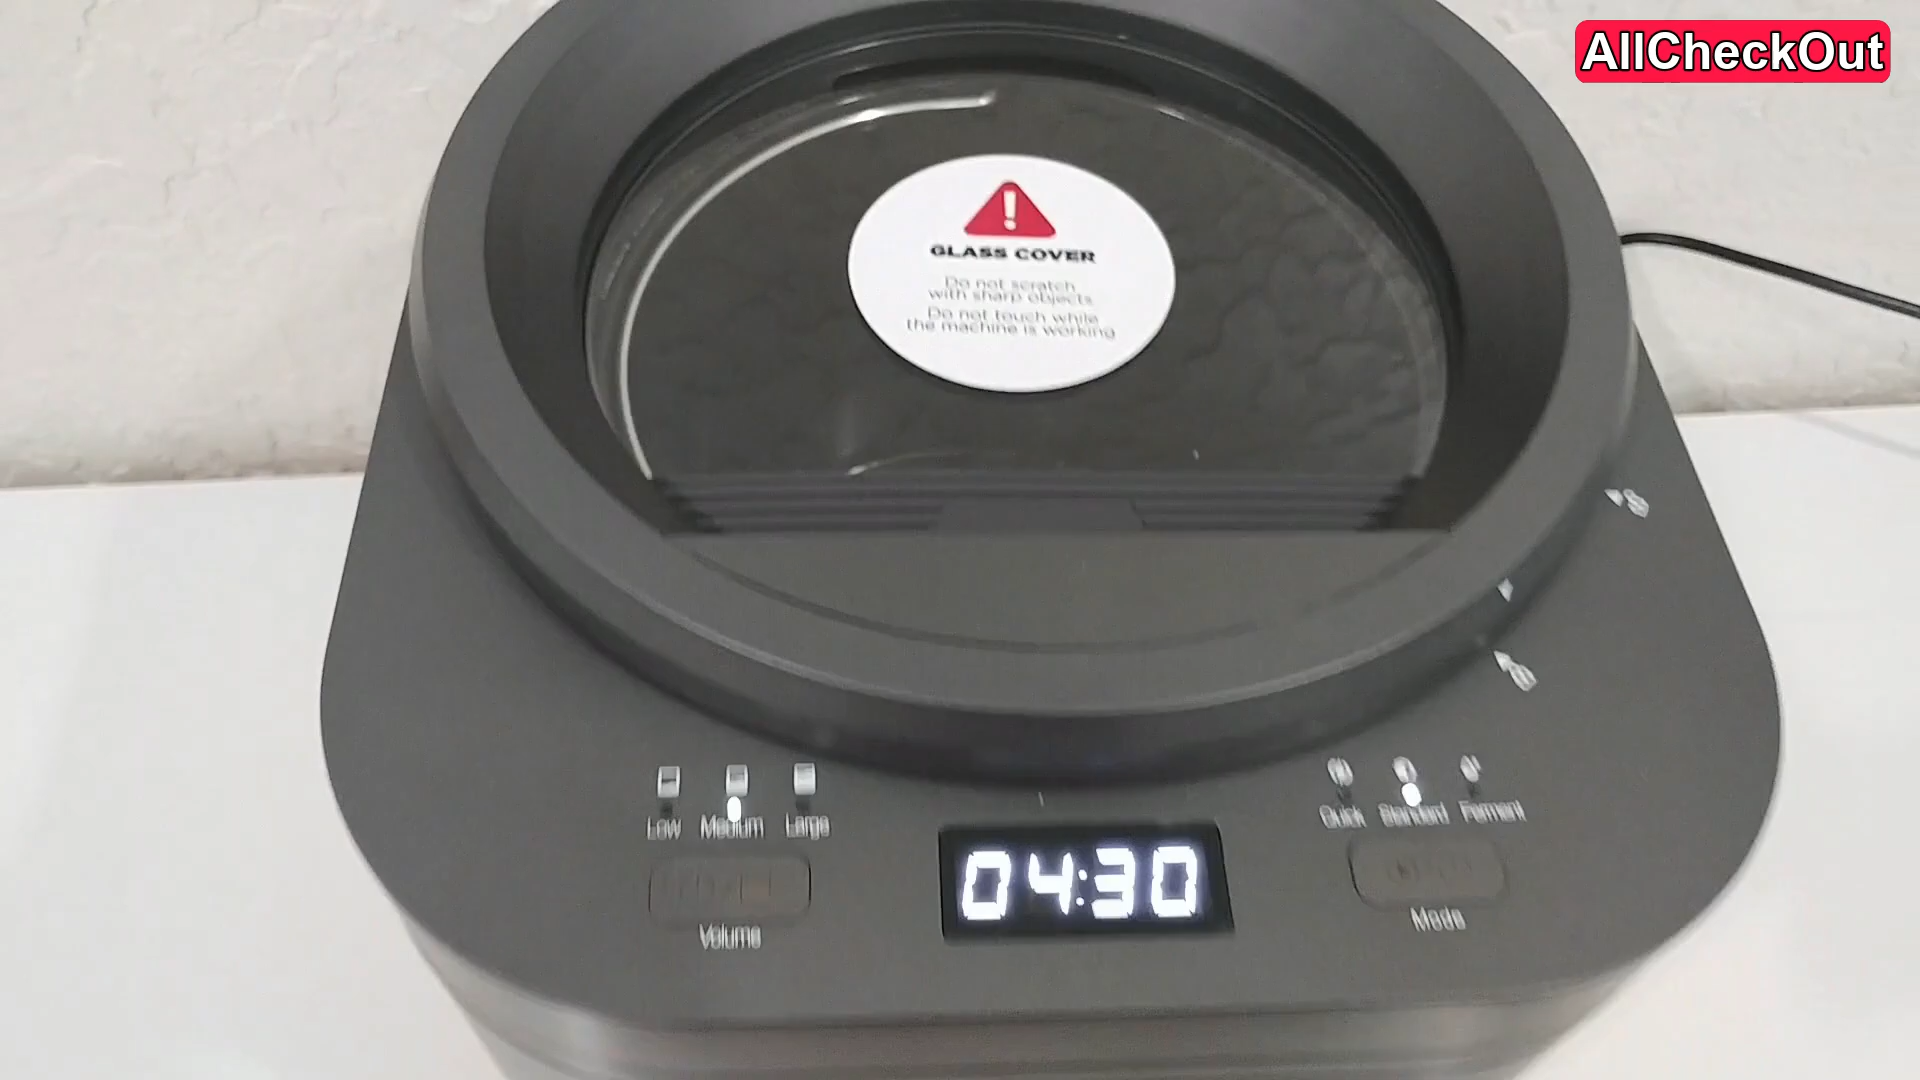 AllCheckOut
!
GLASS COVER
Do not scratch
with sharp objects.
Do not touch while
the machine is working
Low Medium Large
Quick Standard Ferment
04:30
Volume
Mode